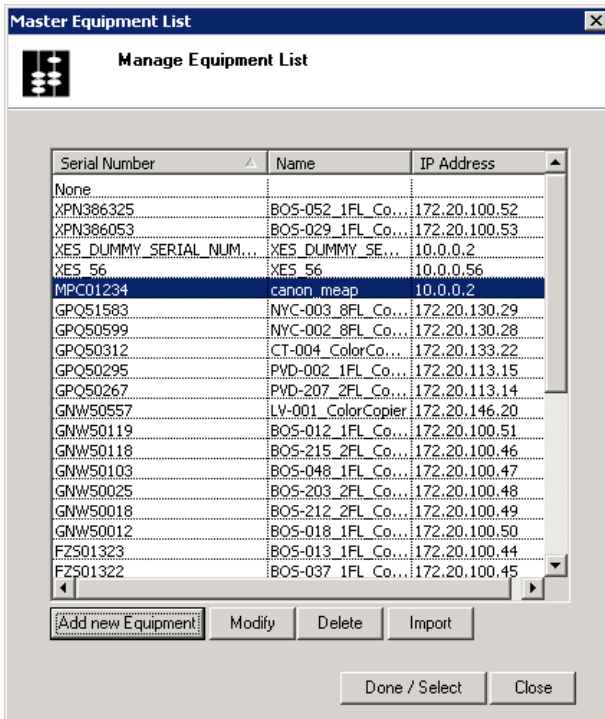 Master Equipment List
Manage Equipment List
Serial Number Name IP Address
None
XPN386325 BOS-052_1FL_Co... 172.20.100.52
XPN386053 BOS-029_1FL_Co... 172.20.100.53
XES_DUMMY_SERIAL_NUM... XES_DUMMY_SE... 10.0.0.2
XES_56 XES_56 10.0.0.56
MPC01234 canon_meap 10.0.0.2
GPQ51583 NYC-003_8FL_Co... 172.20.130.29
GPQ50599 NYC-002_8FL_Co... 172.20.130.28
GPQ50312 CT-004_ColorCo... 172.20.133.22
GPQ50295 PVD-002_1FL_Co... 172.20.113.15
GPQ50267 PVD-207_2FL_Co... 172.20.113.14
GNW50557 LV-001_ColorCopier 172.20.146.20
GNW50119 BOS-012_1FL_Co... 172.20.100.51
GNW50118 BOS-215_2FL_Co... 172.20.100.46
GNW50103 BOS-048_1FL_Co... 172.20.100.47
GNW50025 BOS-203_2FL_Co... 172.20.100.48
GNW50018 BOS-212_2FL_Co... 172.20.100.49
GNW50012 BOS-018_1FL_Co... 172.20.100.50
FZS01323 BOS-013_1FL_Co... 172.20.100.44
FZS01322 BOS-037_1FL_Co... 172.20.100.45
Add new Equipment Modify Delete Import
Done / Select Close